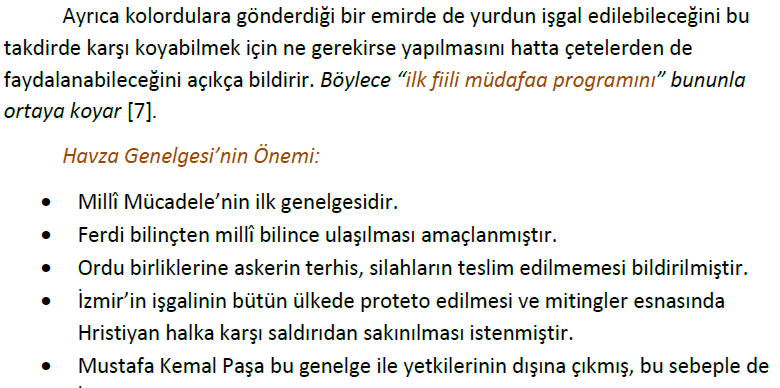 Ayrıca kolordulara gönderdiği bir emirde de yurdun işgal edilebileceğini bu
takdirde karşı koyabilmek için ne gerekirse yapılmasını hatta çetelerden de
faydalanabileceğini açıkça bildirir. Böylece “ilk fiili müdafaa programını” bununla
ortaya koyar [7].
Havza Genelgesi’nin Önemi:
• Millî Mücadele’nin ilk genelgesidir.
• Ferdi bilinçten millî bilince ulaşılması amaçlanmıştır.
• Ordu birliklerine askerin terhis, silahların teslim edilmemesi bildirilmiştir.
• İzmir’in işgalinin bütün ülkede proteto edilmesi ve mitingler esnasında
Hristiyan halka karşı saldırıdan sakınılması istenmiştir.
• Mustafa Kemal Paşa bu genelge ile yetkilerinin dışına çıkmış, bu sebeple de